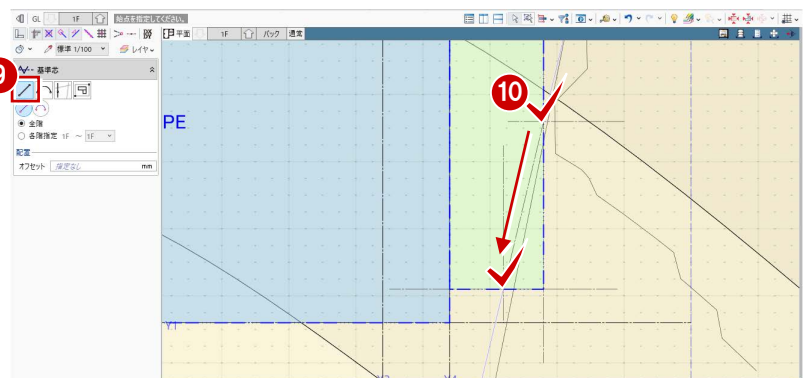 GL 1F 始点を指定してください。
標準 1/100 レイヤ
平面 1F パック 通常
9
基準芯
全階
各階指定 1F ～ 1F
配置
オフセット 指定なし mm
10
PE
Y1